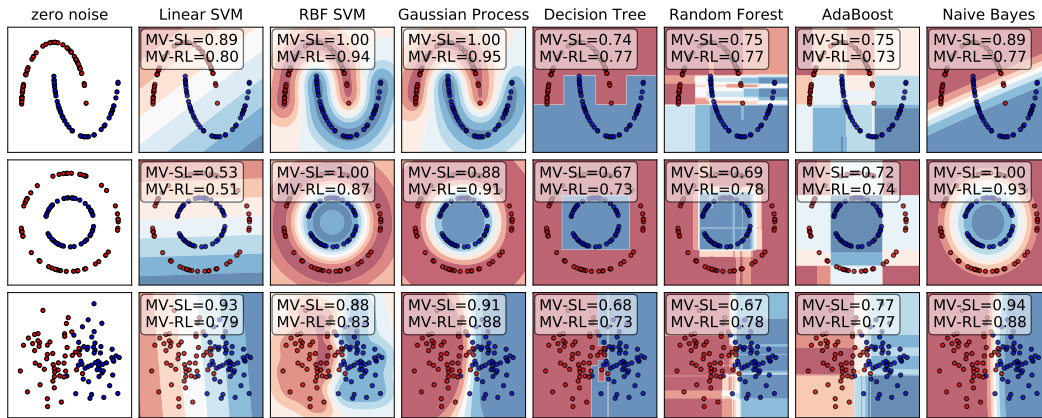 zero noise Linear SVM RBF SVM Gaussian Process Decision Tree Random Forest AdaBoost Naive Bayes
MV-SL=0.89 MV-SL=1.00 MV-SL=1.00 MV-SL=0.74 MV-SL=0.75 MV-SL=0.75 MV-SL=0.89
MV-RL=0.80 MV-RL=0.94 MV-RL=0.95 MV-RL=0.77 MV-RL=0.77 MV-RL=0.73 MV-RL=0.77
MV-SL=0.53 MV-SL=1.00 MV-SL=0.88 MV-SL=0.67 MV-SL=0.69 MV-SL=0.72 MV-SL=1.00
MV-RL=0.51 MV-RL=0.87 MV-RL=0.91 MV-RL=0.73 MV-RL=0.78 MV-RL=0.74 MV-RL=0.93
MV-SL=0.93 MV-SL=0.88 MV-SL=0.91 MV-SL=0.68 MV-SL=0.67 MV-SL=0.77 MV-SL=0.94
MV-RL=0.79 MV-RL=0.83 MV-RL=0.88 MV-RL=0.73 MV-RL=0.78 MV-RL=0.77 MV-RL=0.88